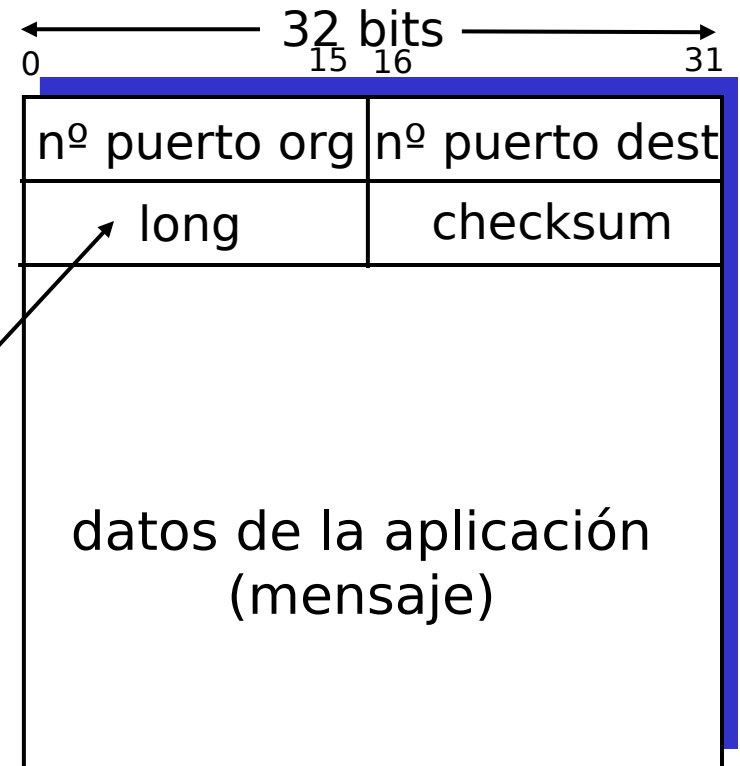 32 bits
0 15 16 31
nº puerto org nº puerto dest
long checksum
datos de la aplicación
(mensaje)